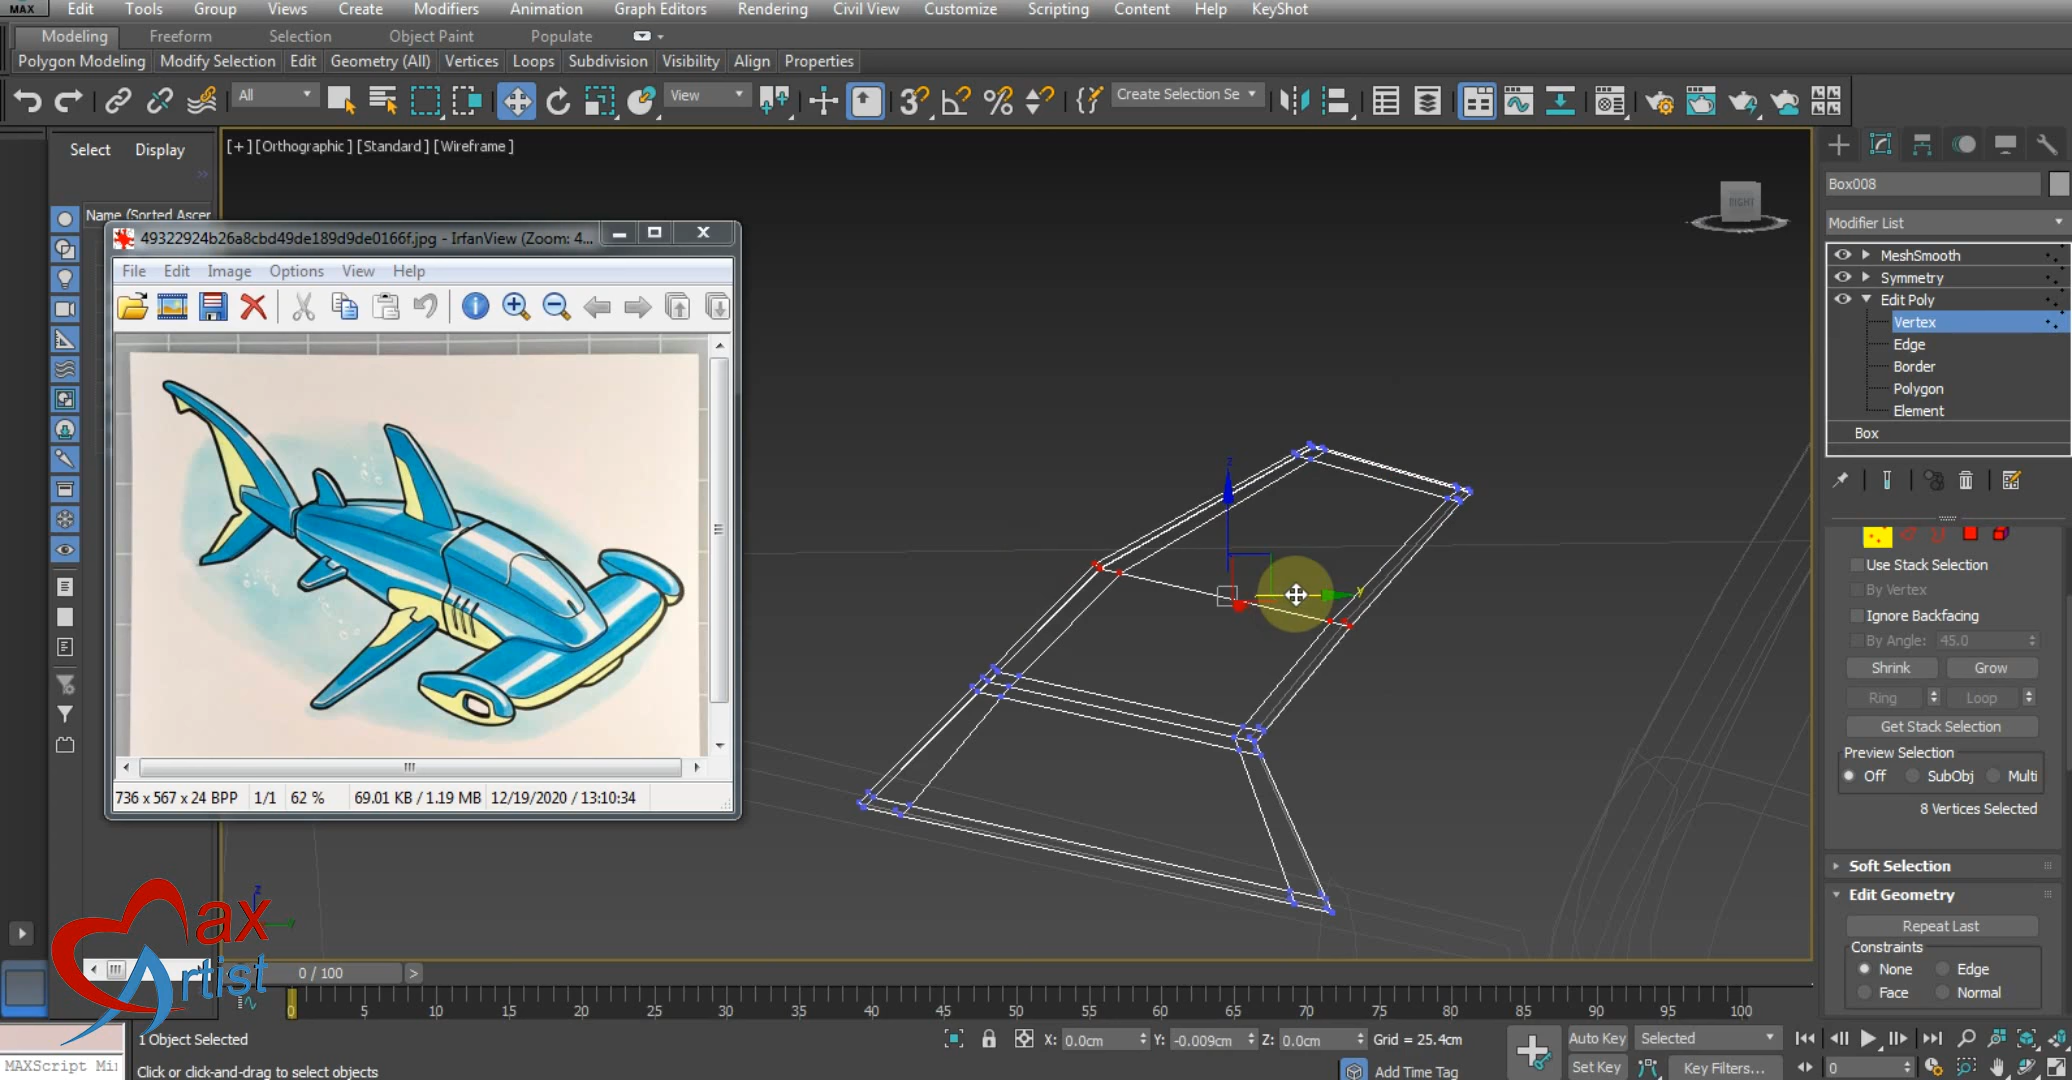 MAX Edit Tools Group Views Create Modifiers Animation Graph Editors Rendering Civil View Customize Scripting Content Help KeyShot
Modeling Freeform Selection Object Paint Populate
Polygon Modeling Modify Selection Edit Geometry (All) Vertices Loops Subdivision Visibility Align Properties
All View Create Selection Se
Select Display
[+][Orthographic][Standard][Wireframe]
Name (Sorted Ascer
49322924b26a8cbd49de189d9de0166f.jpg - IrfanView (Zoom: 4...
File Edit Image Options View Help
736 x 567 x 24 BPP 1/1 62 % 69.01 KB / 1.19 MB 12/19/2020 / 13:10:34
RIGHT
z
y
Box008
Modifier List
MeshSmooth
Symmetry
Edit Poly
Vertex
Edge
Border
Polygon
Element
Box
Use Stack Selection
By Vertex
Ignore Backfacing
By Angle: 45.0
Shrink Grow
Ring Loop
Get Stack Selection
Preview Selection
Off SubObj Multi
8 Vertices Selected
Soft Selection
Edit Geometry
Repeat Last
Constraints
None Edge
Face Normal
z
Max
Artist
0 / 100 >
0 5 10 15 20 25 30 35 40 45 50 55 60 65 70 75 80 85 90 95 100
1 Object Selected X: 0.0cm Y: -0.009cm Z: 0.0cm Grid = 25.4cm Auto Key Selected
MAXScript Mi Click or click-and-drag to select objects Add Time Tag Set Key Key Filters... 0